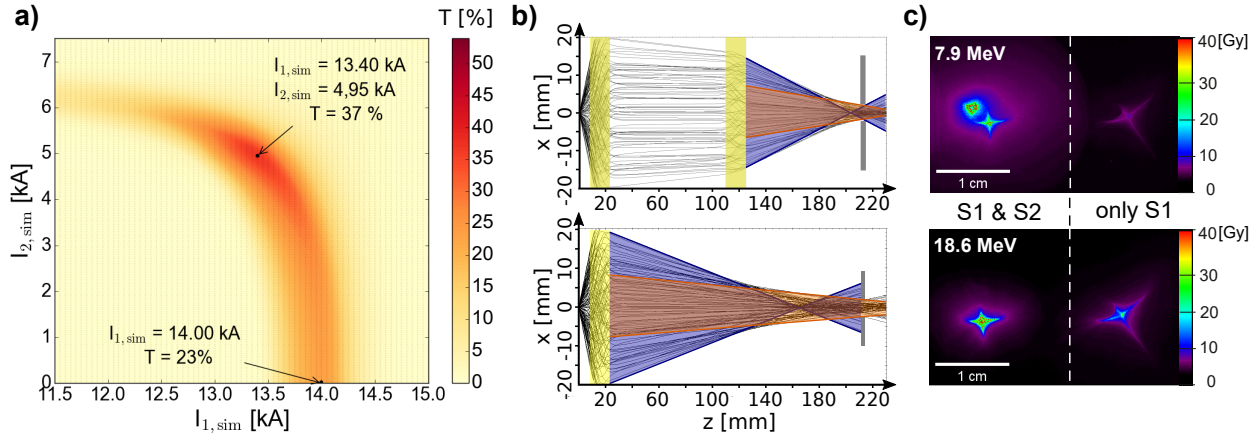 a)
T [%]
b)
c)
7
6
5
4
3
2
1
0
I2,sim [kA]
I1,sim = 13.40 kA
I2,sim = 4,95 kA
T = 37 %
I1,sim = 14.00 kA
T = 23%
11.5 12.0 12.5 13.0 13.5 14.0 14.5 15.0
I1,sim [kA]
50
45
40
35
30
25
20
15
10
5
0
x [mm]
20
10
0
-10
-20
20 60 100 140 180 220
x [mm]
20
10
0
-10
-20
20 60 100 140 180 220
z [mm]
7.9 MeV
1 cm
40[Gy]
30
20
10
0
S1 & S2
only S1
18.6 MeV
1 cm
40[Gy]
30
20
10
0